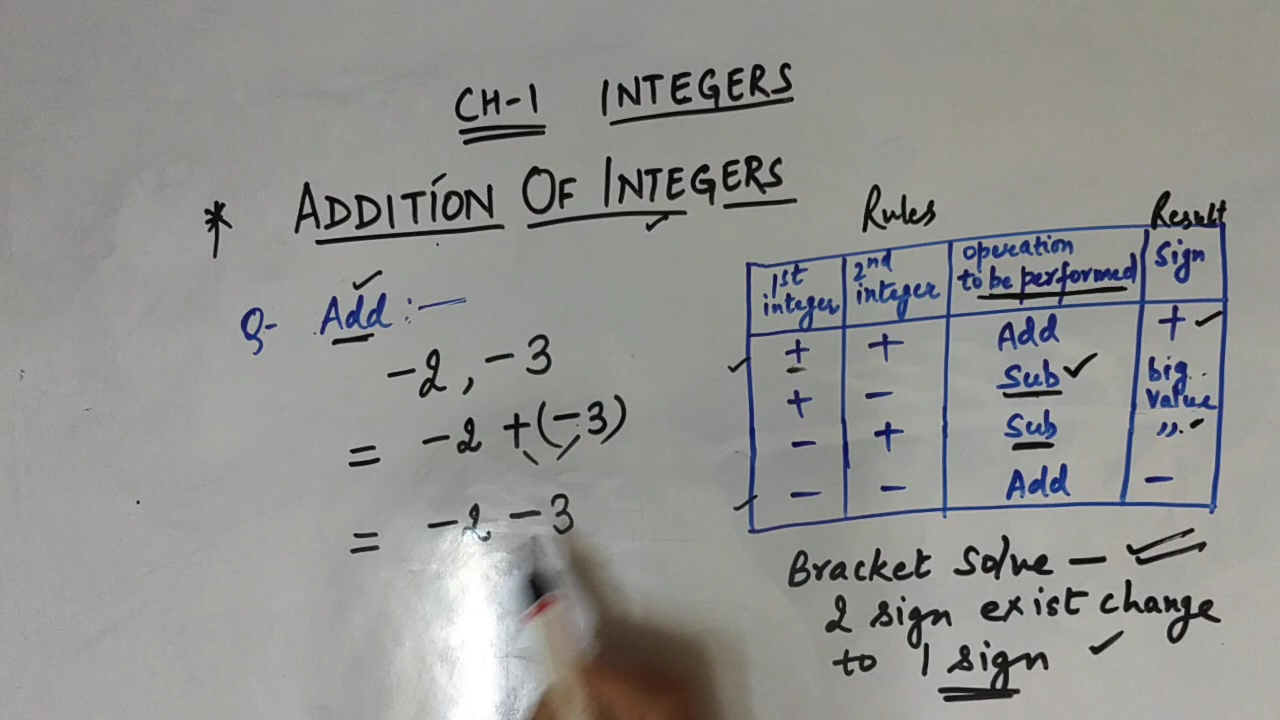 CH-1 INTEGERS
* ADDITION OF INTEGERS
Q- Add :-
-2, -3
= -2 +(-3)
= -2 -3
Rules
Result
1st integer 2nd integer operation to be performed Sign
+ + Add +
+ - Sub big value
- + Sub ,,
- - Add -
Bracket Solve -
2 sign exist change
to 1 sign